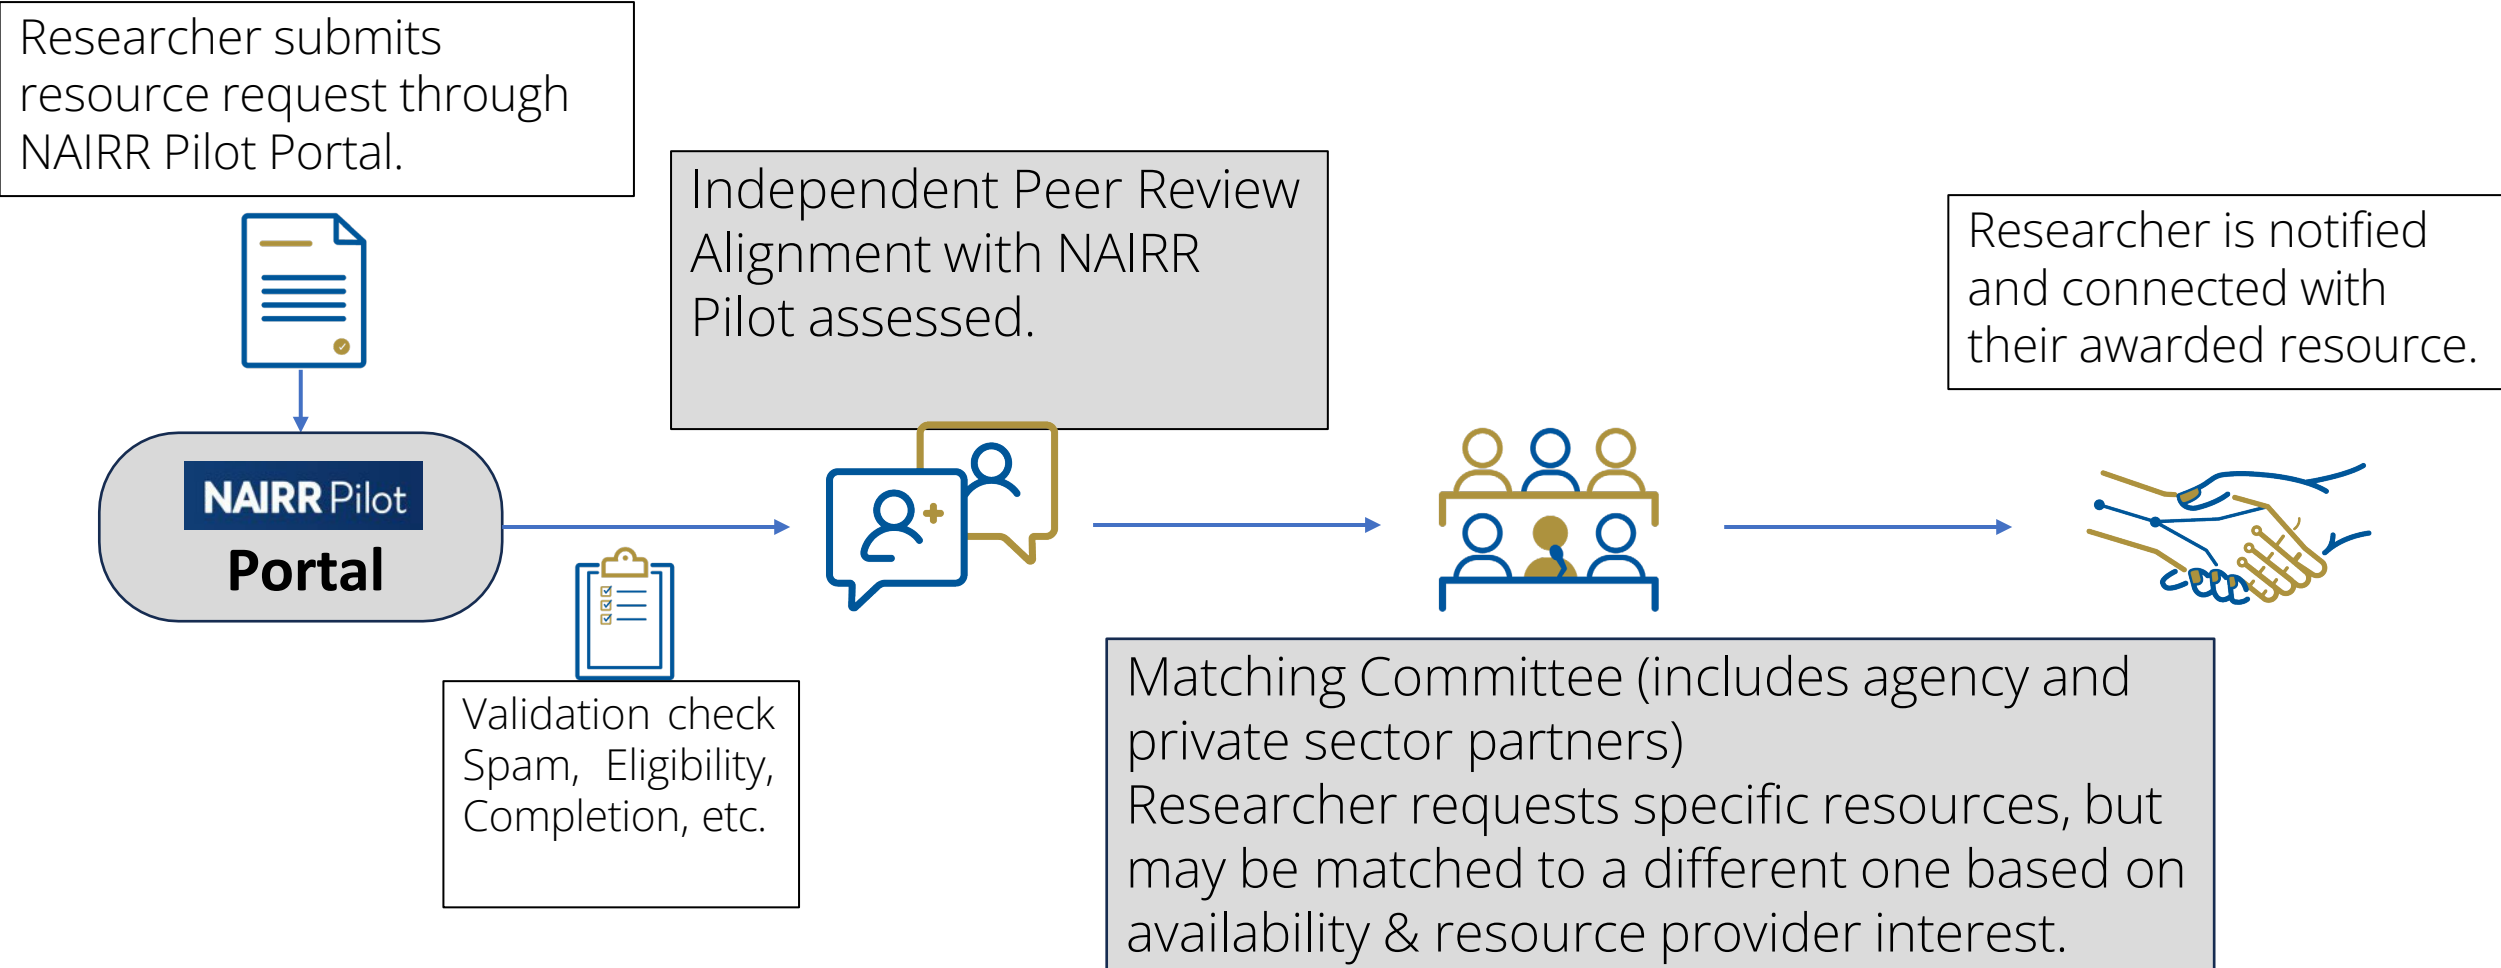 Researcher submits
resource request through
NAIRR Pilot Portal.
NAIRR Pilot
Portal
Validation check
Spam, Eligibility,
Completion, etc.
Independent Peer Review
Alignment with NAIRR
Pilot assessed.
Matching Committee (includes agency and
private sector partners)
Researcher requests specific resources, but
may be matched to a different one based on
availability & resource provider interest.
Researcher is notified
and connected with
their awarded resource.